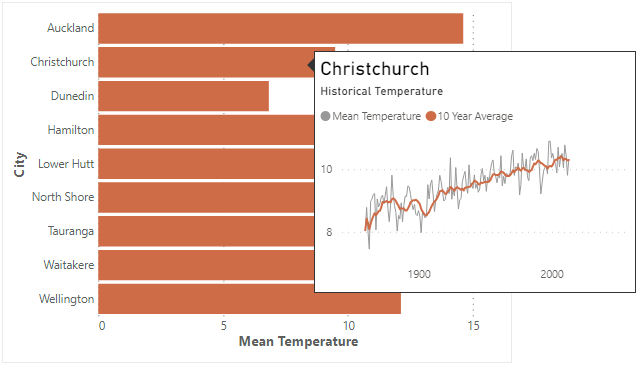 Auckland
Christchurch
Dunedin
Hamilton
Lower Hutt
North Shore
Tauranga
Waitakere
Wellington
City
0 5 10 15
Mean Temperature
Christchurch
Historical Temperature
Mean Temperature 10 Year Average
10
8
1900 2000